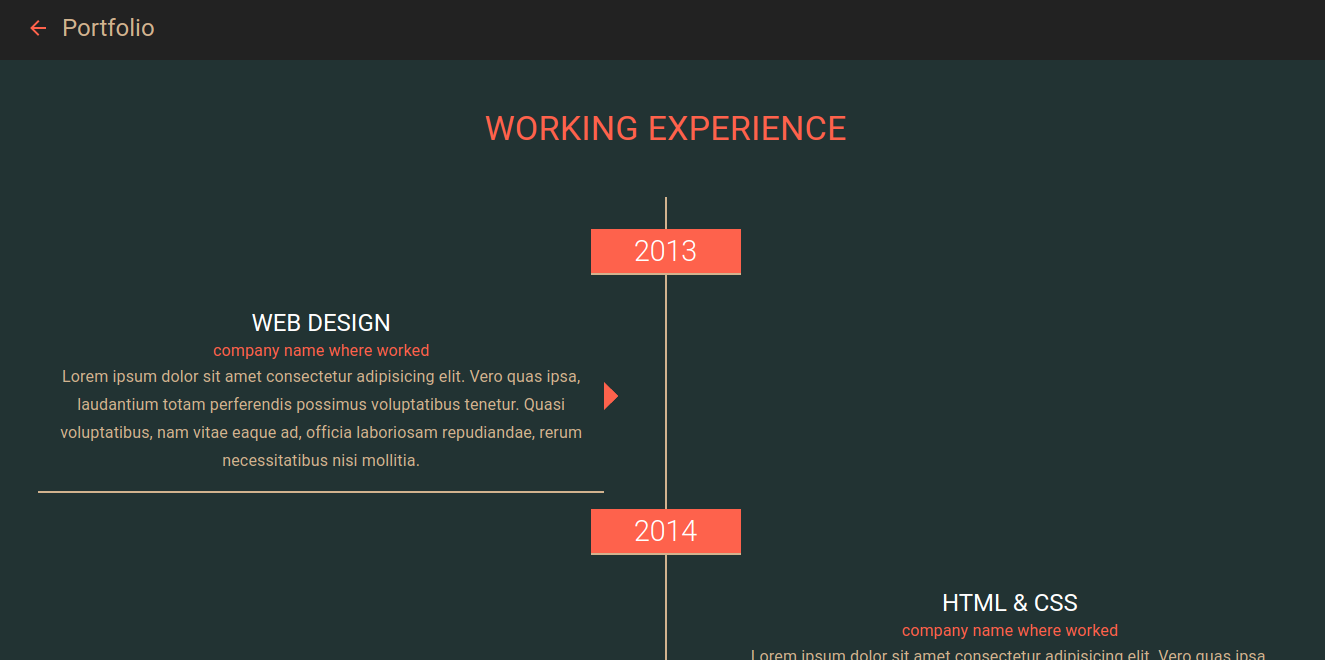 Portfolio
WORKING EXPERIENCE
2013
WEB DESIGN
company name where worked
Lorem ipsum dolor sit amet consectetur adipisicing elit. Vero quas ipsa,
laudantium totam perferendis possimus voluptatibus tenetur. Quasi
voluptatibus, nam vitae eaque ad, officia laboriosam repudiandae, rerum
necessitatibus nisi mollitia.
2014
HTML & CSS
company name where worked
Lorem ipsum dolor sit amet consectetur adipisicing elit. Vero quas ipsa